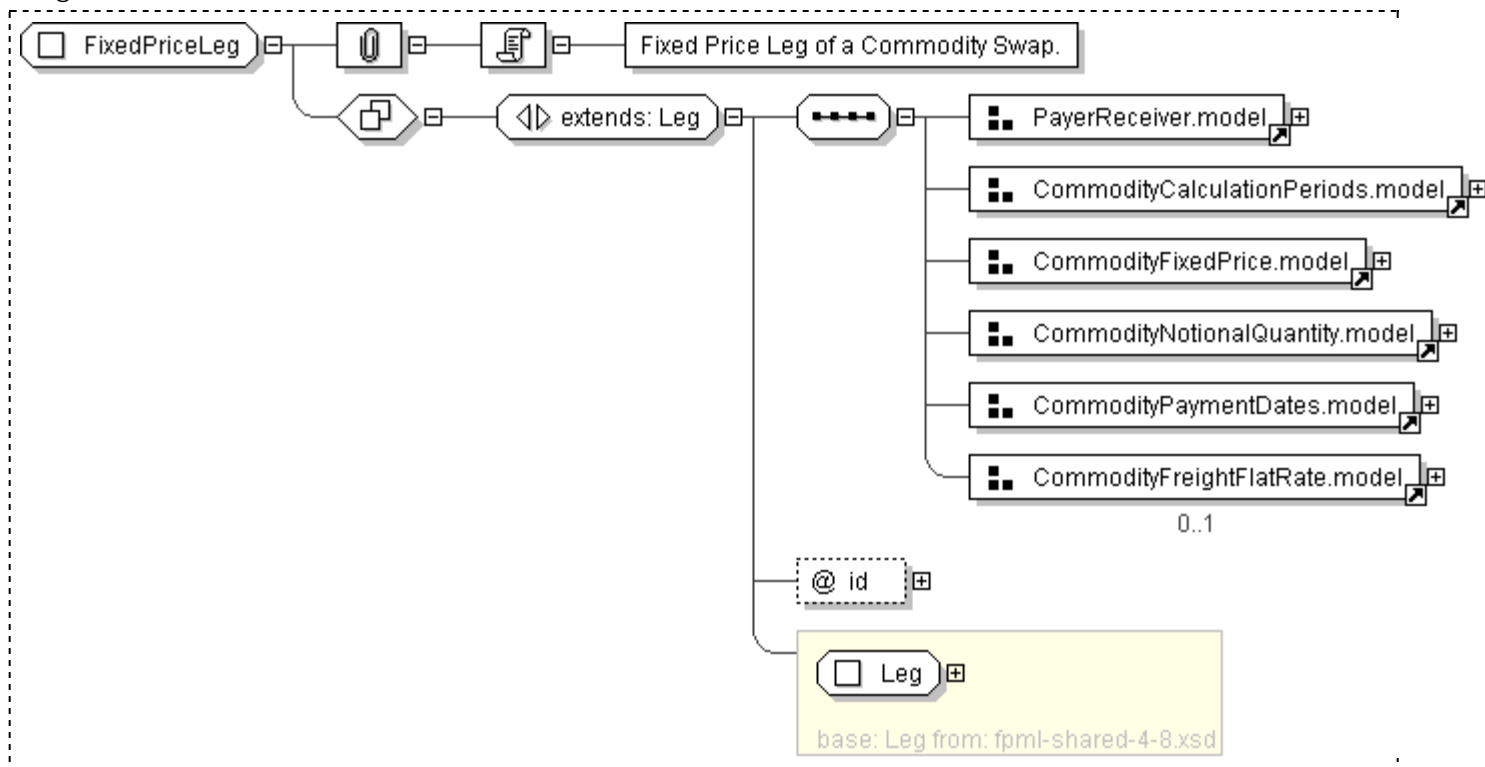 FixedPriceLeg
Fixed Price Leg of a Commodity Swap.
extends: Leg
PayerReceiver.model
CommodityCalculationPeriods.model
CommodityFixedPrice.model
CommodityNotionalQuantity.model
CommodityPaymentDates.model
CommodityFreightFlatRate.model
0..1
@ id
Leg
base: Leg from: fpml-shared-4-8.xsd